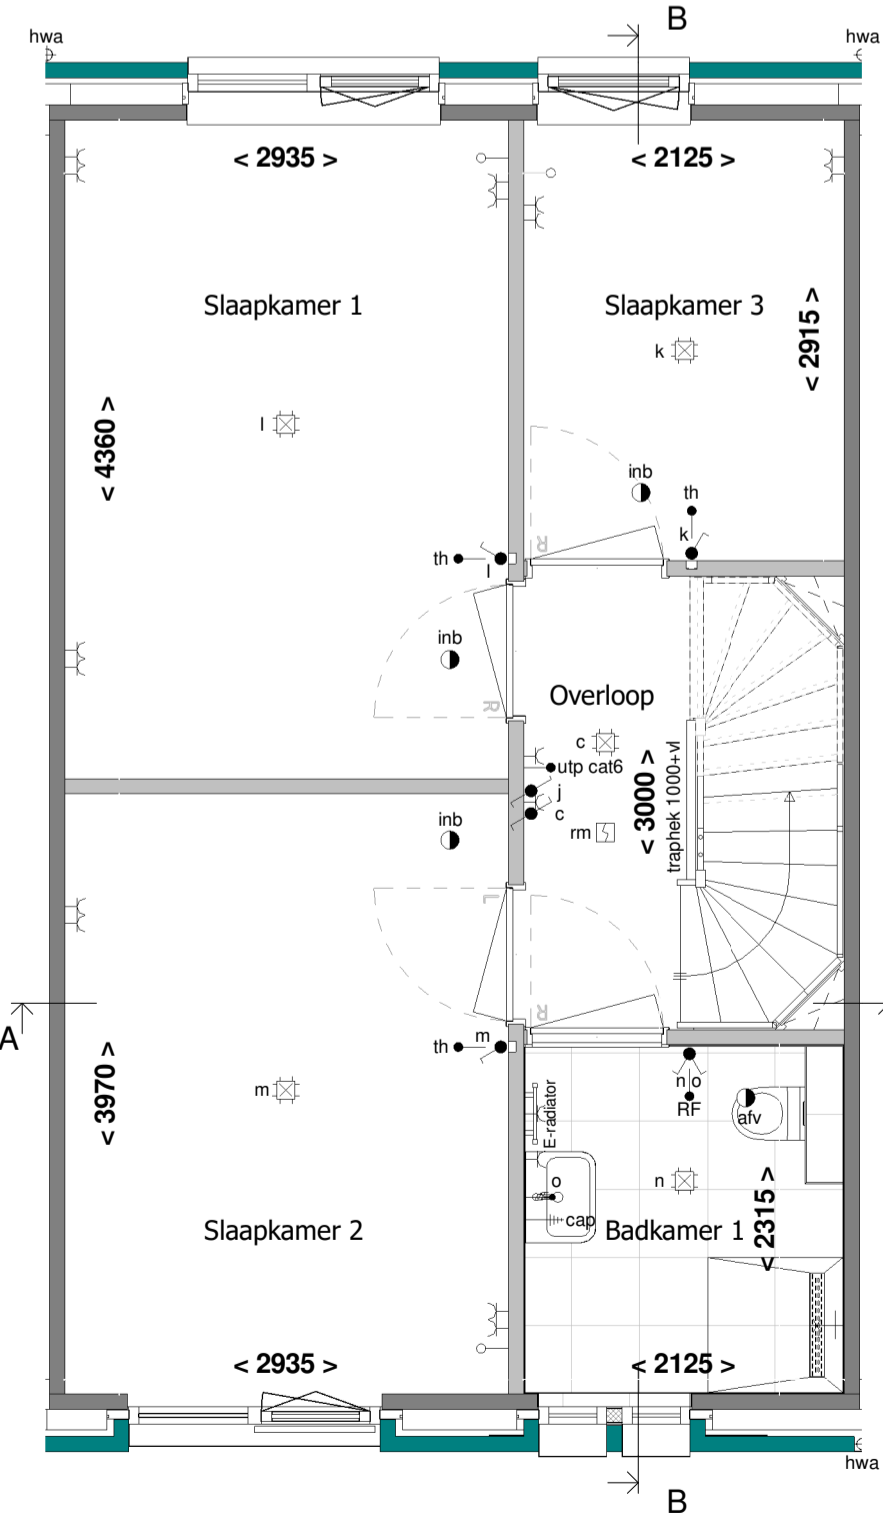 B
hwa
hwa
< 2935 >
< 2125 >
Slaapkamer 1
Slaapkamer 3
< 2915 >
k
l
< 4360 >
inb
th
k
R
th
l
inb
R
Overloop
c
utp cat6
j
c
rm
< 3000 >
traphek 1000+vl
inb
L
R
A
th
m
m
< 3970 >
E-radiator
n o
RF
afv
o
n
cap
Slaapkamer 2
Badkamer 1
< 2315 >
< 2935 >
< 2125 >
hwa
B